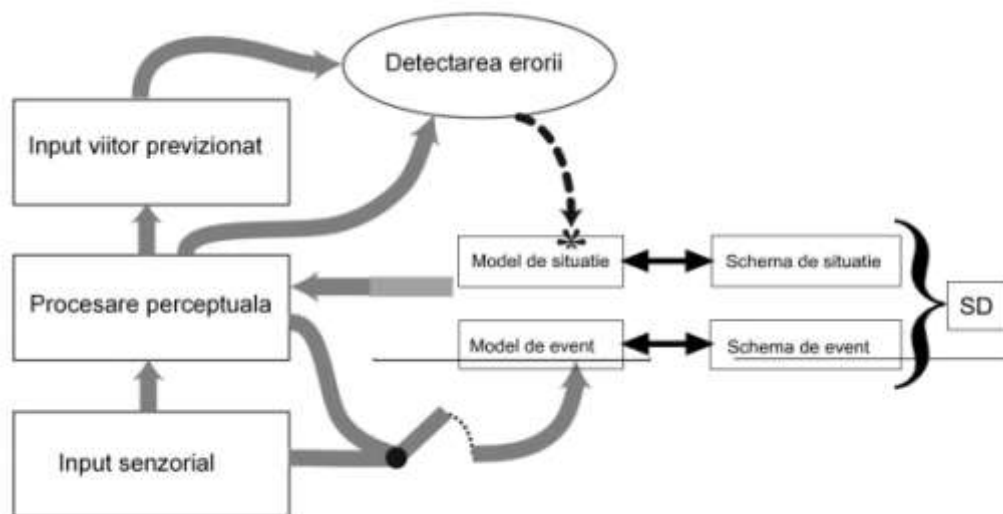 Detectarea erorii
Input viitor previzionat
Model de situatie
Schema de situatie
Procesare perceptuala
SD
Model de event
Schema de event
Input senzorial